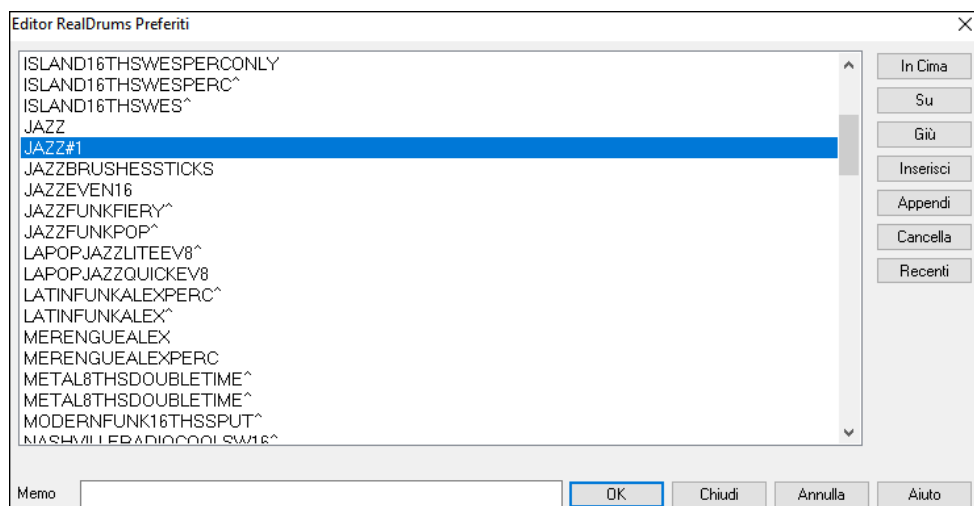 Editor RealDrums Preferiti
ISLAND16THSWESPERCONLY
ISLAND16THSWESPERC^
ISLAND16THSWES^
JAZZ
JAZZ#1
JAZZBRUSHESSTICKS
JAZZEVEN16
JAZZFUNKFIERY^
JAZZFUNKPOP^
LAPOPJAZZLITEEV8^
LAPOPJAZZQUICKEV8
LATINFUNKALEXPERC^
LATINFUNKALEX^
MERENGUEALEX
MERENGUEALEXPERC
METAL8THSDOUBLETIME^
METAL8THSDOUBLETIME^
MODERNFUNK16THSSPUT^
NASHVILLERADIOCOOLSW16^
In Cima
Su
Giù
Inserisci
Appendi
Cancella
Recenti
Memo
OK
Chiudi
Annulla
Aiuto